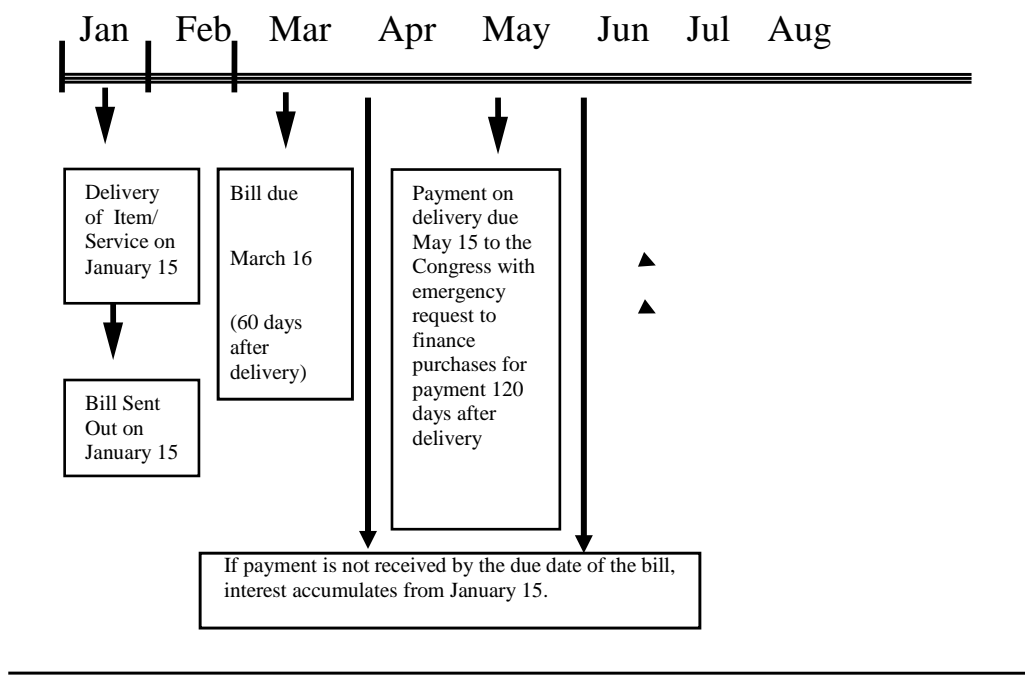 Jan Feb Mar Apr May Jun Jul Aug
Delivery
of Item/
Service on
January 15
Bill Sent
Out on
January 15
Bill due
March 16
(60 days
after
delivery)
Payment on
delivery due
May 15 to the
Congress with
emergency
request to
finance
purchases for
payment 120
days after
delivery
If payment is not received by the due date of the bill,
interest accumulates from January 15.